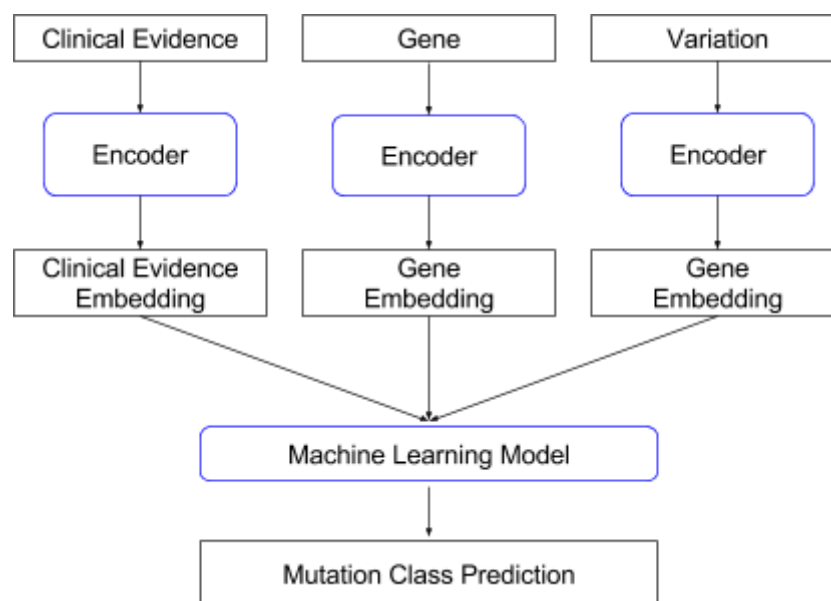 Clinical Evidence
Gene
Variation
Encoder
Encoder
Encoder
Clinical Evidence
Embedding
Gene
Embedding
Gene
Embedding
Machine Learning Model
Mutation Class Prediction